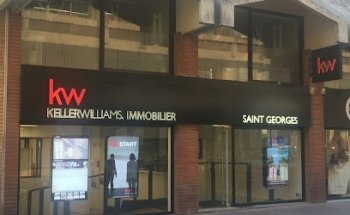 kw
KELLERWILLIAMS. IMMOBILIER
SAINT GEORGES
kw
START